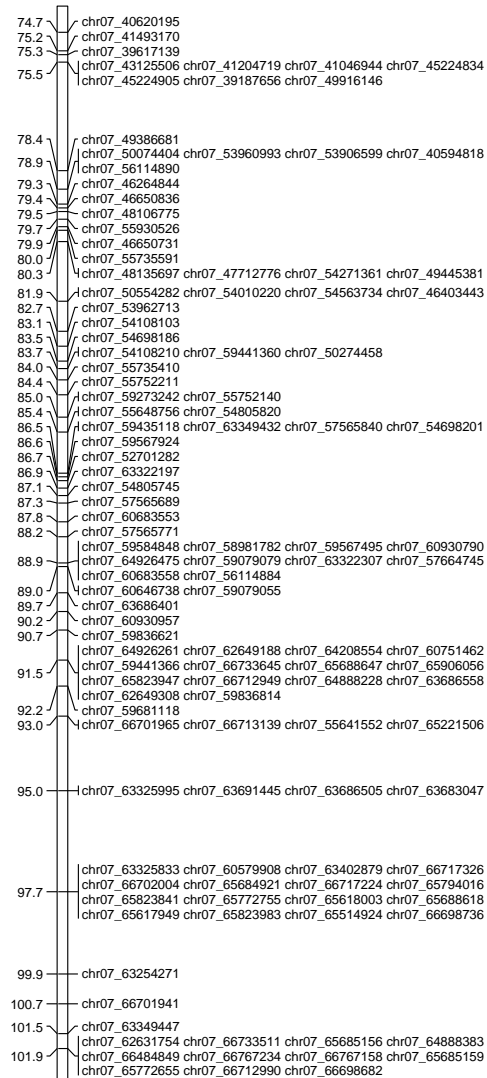 74.7 chr07_40620195
75.2 chr07_41493170
75.3 chr07_39617139
75.5 chr07_43125506 chr07_41204719 chr07_41046944 chr07_45224834
chr07_45224905 chr07_39187656 chr07_49916146
78.4 chr07_49386681
78.9 chr07_50074404 chr07_53960993 chr07_53906599 chr07_40594818
chr07_56114890
79.3 chr07_46264844
79.4 chr07_46650836
79.5 chr07_48106775
79.7 chr07_55930526
79.9 chr07_46650731
80.0 chr07_55735591
80.3 chr07_48135697 chr07_47712776 chr07_54271361 chr07_49445381
81.9 chr07_50554282 chr07_54010220 chr07_54563734 chr07_46403443
82.7 chr07_53962713
83.1 chr07_54108103
83.5 chr07_54698186
83.7 chr07_54108210 chr07_59441360 chr07_50274458
84.0 chr07_55735410
84.4 chr07_55752211
85.0 chr07_59273242 chr07_55752140
85.4 chr07_55648756 chr07_54805820
86.5 chr07_59435118 chr07_63349432 chr07_57565840 chr07_54698201
86.6 chr07_59567924
86.7 chr07_52701282
86.9 chr07_63322197
87.1 chr07_54805745
87.3 chr07_57565689
87.8 chr07_60683553
88.2 chr07_57565771
chr07_59584848 chr07_58981782 chr07_59567495 chr07_60930790
88.9 chr07_64926475 chr07_59079079 chr07_63322307 chr07_57664745
chr07_60683558 chr07_56114884
89.0 chr07_60646738 chr07_59079055
89.7 chr07_63686401
90.2 chr07_60930957
90.7 chr07_59836621
chr07_64926261 chr07_62649188 chr07_64208554 chr07_60751462
chr07_59441366 chr07_66733645 chr07_65688647 chr07_65906056
91.5 chr07_65823947 chr07_66712949 chr07_64888228 chr07_63686558
chr07_62649308 chr07_59836814
92.2 chr07_59681118
93.0 chr07_66701965 chr07_66713139 chr07_55641552 chr07_65221506
95.0 chr07_63325995 chr07_63691445 chr07_63686505 chr07_63683047
chr07_63325833 chr07_60579908 chr07_63402879 chr07_66717326
chr07_66702004 chr07_65684921 chr07_66717224 chr07_65794016
97.7 chr07_65823841 chr07_65772755 chr07_65618003 chr07_65688618
chr07_65617949 chr07_65823983 chr07_65514924 chr07_66698736
99.9 chr07_63254271
100.7 chr07_66701941
101.5 chr07_63349447
chr07_62631754 chr07_66733511 chr07_65685156 chr07_64888383
101.9 chr07_66484849 chr07_66767234 chr07_66767158 chr07_65685159
chr07_65772655 chr07_66712990 chr07_66698682